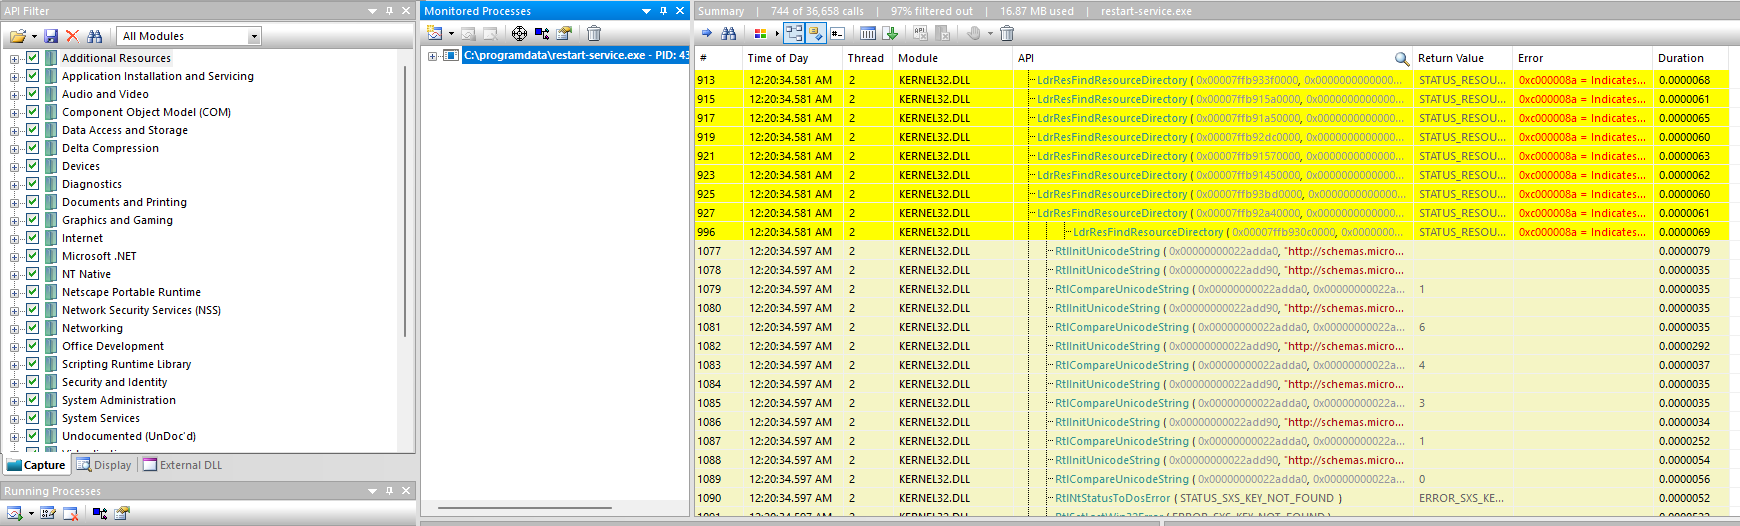 API Filter
All Modules
Additional Resources
Application Installation and Servicing
Audio and Video
Component Object Model (COM)
Data Access and Storage
Delta Compression
Devices
Diagnostics
Documents and Printing
Graphics and Gaming
Internet
Microsoft .NET
NT Native
Netscape Portable Runtime
Network Security Services (NSS)
Networking
Office Development
Scripting Runtime Library
Security and Identity
System Administration
System Services
Undocumented (UnDoc'd)
Capture Display External DLL
Running Processes
Monitored Processes
C:\programdata\restart-service.exe - PID: 43
Summary | 744 of 36,658 calls | 97% filtered out | 16.87 MB used | restart-service.exe
# Time of Day Thread Module API Return Value Error Duration
913 12:20:34.581 AM 2 KERNEL32.DLL LdrResFindResourceDirectory ( 0x00007ffb933f0000, 0x0000000000000... STATUS_RESOU... 0xc000008a = Indicates... 0.0000068
915 12:20:34.581 AM 2 KERNEL32.DLL LdrResFindResourceDirectory ( 0x00007ffb915a0000, 0x0000000000000... STATUS_RESOU... 0xc000008a = Indicates... 0.0000061
917 12:20:34.581 AM 2 KERNEL32.DLL LdrResFindResourceDirectory ( 0x00007ffb91a50000, 0x0000000000000... STATUS_RESOU... 0xc000008a = Indicates... 0.0000065
919 12:20:34.581 AM 2 KERNEL32.DLL LdrResFindResourceDirectory ( 0x00007ffb92dc0000, 0x0000000000000... STATUS_RESOU... 0xc000008a = Indicates... 0.0000060
921 12:20:34.581 AM 2 KERNEL32.DLL LdrResFindResourceDirectory ( 0x00007ffb91570000, 0x0000000000000... STATUS_RESOU... 0xc000008a = Indicates... 0.0000063
923 12:20:34.581 AM 2 KERNEL32.DLL LdrResFindResourceDirectory ( 0x00007ffb91450000, 0x0000000000000... STATUS_RESOU... 0xc000008a = Indicates... 0.0000062
925 12:20:34.581 AM 2 KERNEL32.DLL LdrResFindResourceDirectory ( 0x00007ffb93bd0000, 0x0000000000000... STATUS_RESOU... 0xc000008a = Indicates... 0.0000060
927 12:20:34.581 AM 2 KERNEL32.DLL LdrResFindResourceDirectory ( 0x00007ffb92a40000, 0x0000000000000... STATUS_RESOU... 0xc000008a = Indicates... 0.0000061
996 12:20:34.581 AM 2 KERNEL32.DLL LdrResFindResourceDirectory ( 0x00007ffb930c0000, 0x00000000... STATUS_RESOU... 0xc000008a = Indicates... 0.0000069
1077 12:20:34.597 AM 2 KERNEL32.DLL RtlInitUnicodeString ( 0x00000000022adda0, "http://schemas.micro... 0.0000079
1078 12:20:34.597 AM 2 KERNEL32.DLL RtlInitUnicodeString ( 0x00000000022add90, "http://schemas.micro... 0.0000035
1079 12:20:34.597 AM 2 KERNEL32.DLL RtlCompareUnicodeString ( 0x00000000022adda0, 0x00000000022a... 1 0.0000035
1080 12:20:34.597 AM 2 KERNEL32.DLL RtlInitUnicodeString ( 0x00000000022add90, "http://schemas.micro... 0.0000035
1081 12:20:34.597 AM 2 KERNEL32.DLL RtlCompareUnicodeString ( 0x00000000022adda0, 0x00000000022a... 6 0.0000035
1082 12:20:34.597 AM 2 KERNEL32.DLL RtlInitUnicodeString ( 0x00000000022add90, "http://schemas.micro... 0.0000292
1083 12:20:34.597 AM 2 KERNEL32.DLL RtlCompareUnicodeString ( 0x00000000022adda0, 0x00000000022a... 4 0.0000037
1084 12:20:34.597 AM 2 KERNEL32.DLL RtlInitUnicodeString ( 0x00000000022add90, "http://schemas.micro... 0.0000035
1085 12:20:34.597 AM 2 KERNEL32.DLL RtlCompareUnicodeString ( 0x00000000022adda0, 0x00000000022a... 3 0.0000035
1086 12:20:34.597 AM 2 KERNEL32.DLL RtlInitUnicodeString ( 0x00000000022add90, "http://schemas.micro... 0.0000034
1087 12:20:34.597 AM 2 KERNEL32.DLL RtlCompareUnicodeString ( 0x00000000022adda0, 0x00000000022a... 1 0.0000252
1088 12:20:34.597 AM 2 KERNEL32.DLL RtlInitUnicodeString ( 0x00000000022add90, "http://schemas.micro... 0.0000054
1089 12:20:34.597 AM 2 KERNEL32.DLL RtlCompareUnicodeString ( 0x00000000022adda0, 0x00000000022a... 0 0.0000056
1090 12:20:34.597 AM 2 KERNEL32.DLL RtlNtStatusToDosError ( STATUS_SXS_KEY_NOT_FOUND ) ERROR_SXS_KE... 0.0000052